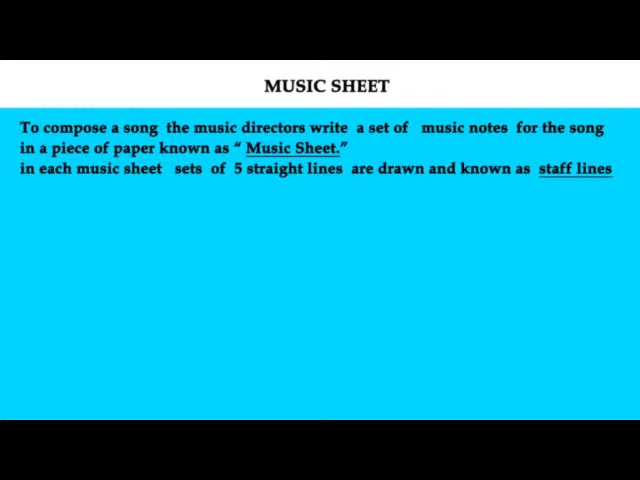 MUSIC SHEET
To compose a song the music directors write a set of music notes for the song
in a piece of paper known as “ Music Sheet.”
in each music sheet sets of 5 straight lines are drawn and known as staff lines